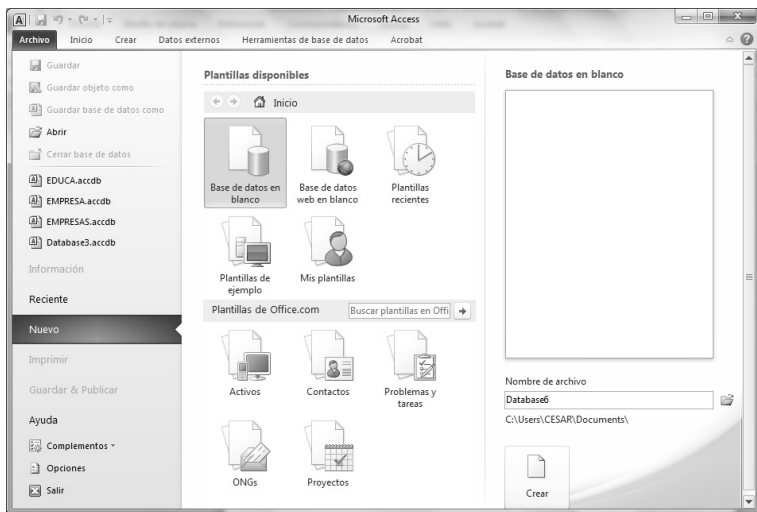 Microsoft Access
Archivo
Inicio
Crear
Datos externos
Herramientas de base de datos
Acrobat
Guardar
Guardar objeto como
Guardar base de datos como
Abrir
Cerrar base de datos
EDUCA.accdb
EMPRESA.accdb
EMPRESAS.accdb
Database3.accdb
Información
Reciente
Nuevo
Imprimir
Guardar & Publicar
Ayuda
Complementos
Opciones
Salir
Plantillas disponibles
Inicio
Base de datos en
blanco
Base de datos
web en blanco
Plantillas
recientes
Plantillas de
ejemplo
Mis plantillas
Plantillas de Office.com
Buscar plantillas en Offi
Activos
Contactos
Problemas y
tareas
ONGs
Proyectos
Base de datos en blanco
Nombre de archivo
Database6
C:\Users\CESAR\Documents\
Crear